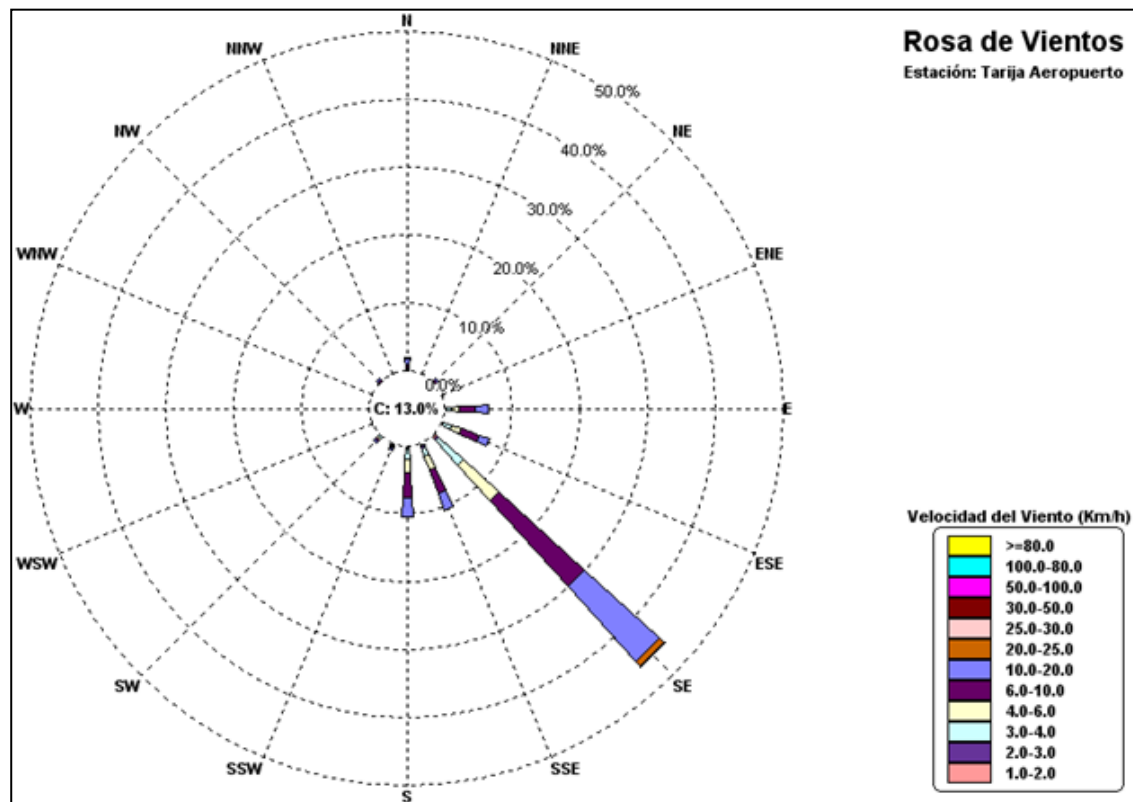 Rosa de Vientos
Estación: Tarija Aeropuerto
N
NNW
NNE
50.0%
NW
NE
40.0%
30.0%
WNW
ENE
20.0%
10.0%
0.0%
W
C: 13.0%
E
WSW
ESE
SW
SE
SSW
SSE
S
Velocidad del Viento (Km/h)
>=80.0
100.0-80.0
50.0-100.0
30.0-50.0
25.0-30.0
20.0-25.0
10.0-20.0
6.0-10.0
4.0-6.0
3.0-4.0
2.0-3.0
1.0-2.0